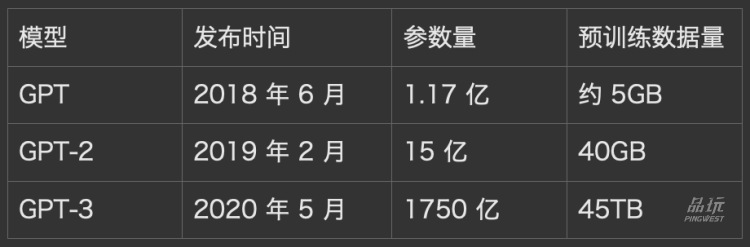 模型 发布时间 参数量 预训练数据量
GPT 2018 年 6 月 1.17 亿 约 5GB
GPT-2 2019 年 2 月 15 亿 40GB
GPT-3 2020 年 5 月 1750 亿 45TB
品玩
PINGWEST